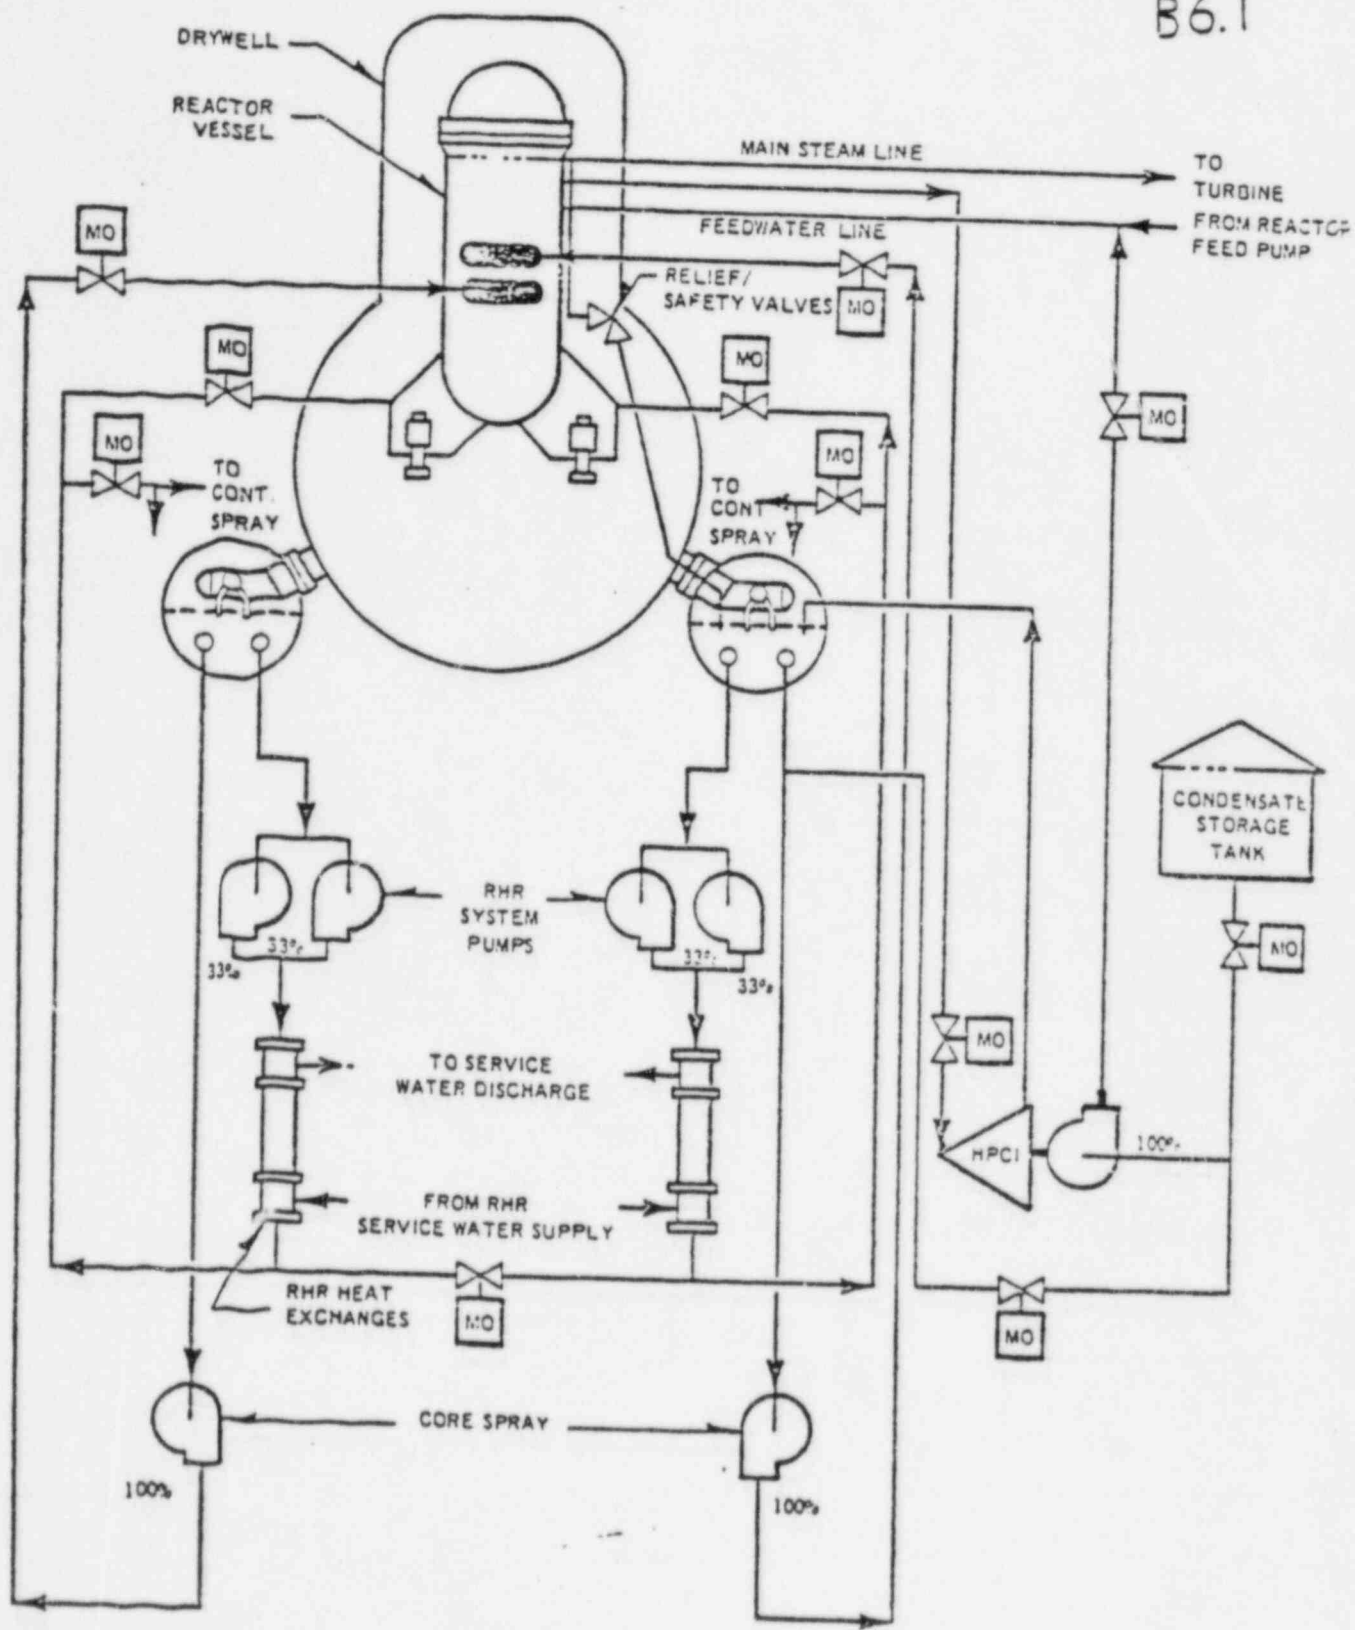 B6.1
DRYWELL
REACTOR
VESSEL
MAIN STEAM LINE
TO
TURBINE
FROM REACTOR
FEED PUMP
FEEDWATER LINE
MO
RELIEF/
SAFETY VALVES
MO
MO
MO
MO
MO
MO
TO
CONT.
SPRAY
TO
CONT
SPRAY
CONDENSATE
STORAGE
TANK
RHR
SYSTEM
PUMPS
33%
33%
33%
33%
MO
MO
TO SERVICE
WATER DISCHARGE
HPCI
100%
FROM RHR
SERVICE WATER SUPPLY
RHR HEAT
EXCHANGES
MO
MO
CORE SPRAY
100%
100%